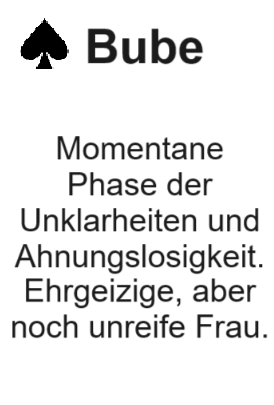 ♠ Bube
Momentane
Phase der
Unklarheiten und
Ahnungslosigkeit.
Ehrgeizige, aber
noch unreife Frau.